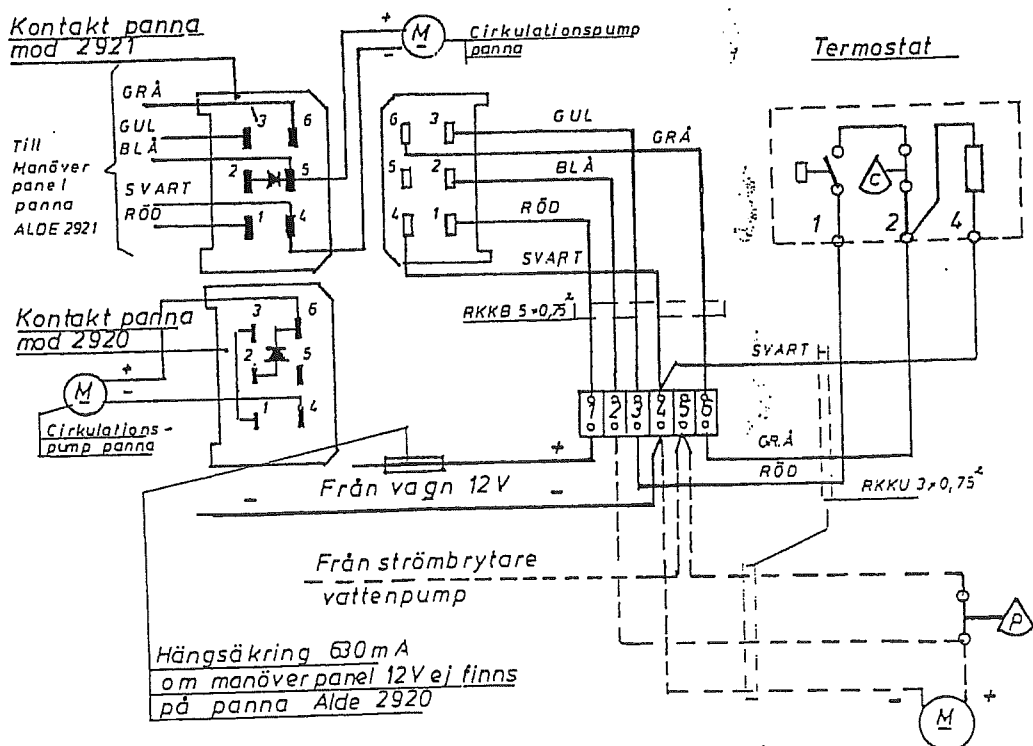 Kontakt panna
mod 2921
+
-
M
Cirkulationspump
panna
Termostat
Till
Manöver
panel
panna
ALDE 2921
GRÅ
GUL
BLÅ
SVART
RÖD
3 6
2 5
1 4
6 3
5 2
4 1
GUL
GRÅ
BLÅ
RÖD
SVART
C
1 2 4
RKKB 5×0,75²
SVART
Kontakt panna
mod 2920
+
-
M
Cirkulations-
pump panna
3 6
2 5
1 4
1 2 3 4 5 6
GRÅ
RÖD
RKKU 3×0,75²
+
Från vagn 12V
- -
Från strömbrytare
vattenpump
P
- +
M
Hängsäkring 630mA
om manöverpanel 12V ej finns
på panna Alde 2920